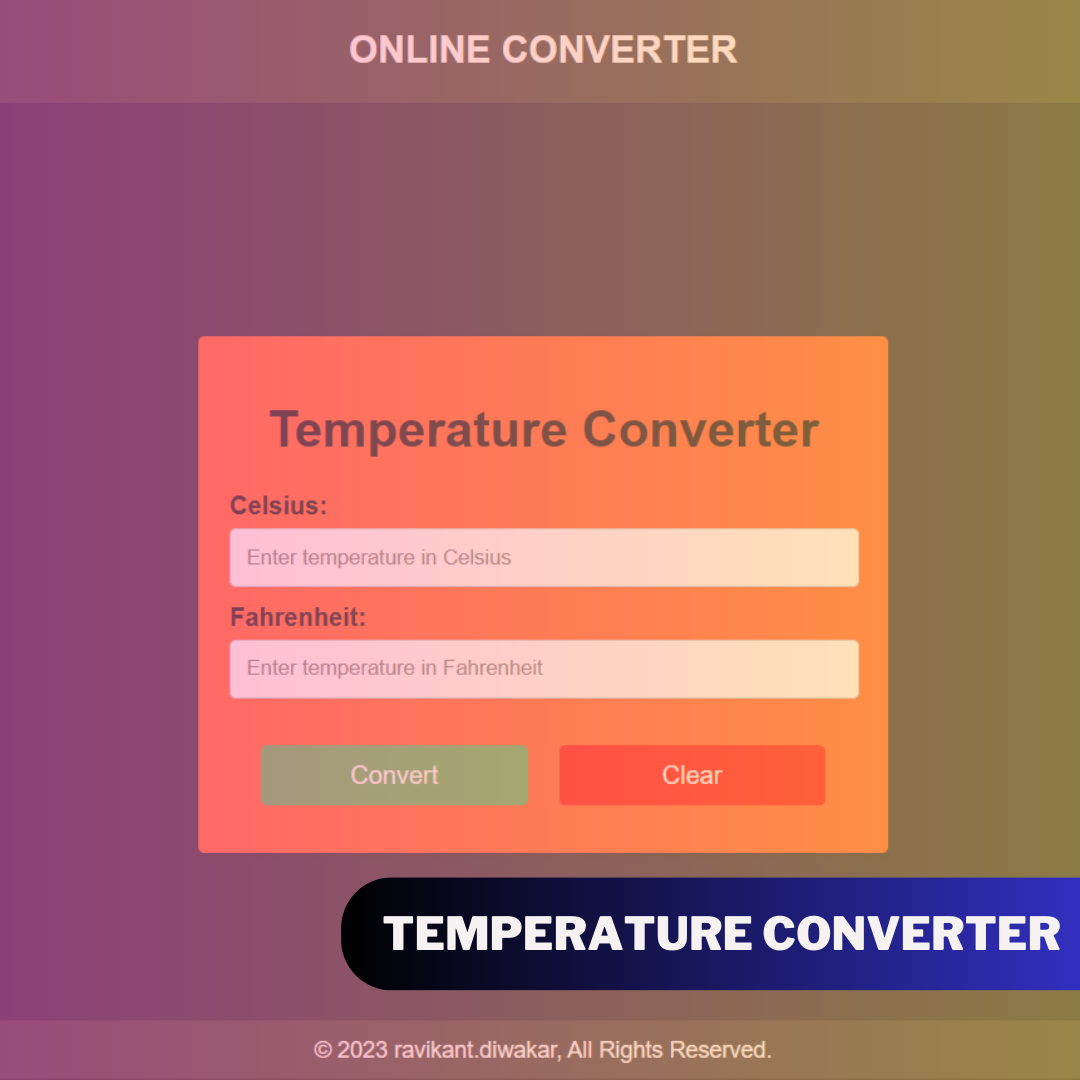 ONLINE CONVERTER
Temperature Converter
Celsius:
Enter temperature in Celsius
Fahrenheit:
Enter temperature in Fahrenheit
Convert
Clear
TEMPERATURE CONVERTER
© 2023 ravikant.diwakar, All Rights Reserved.